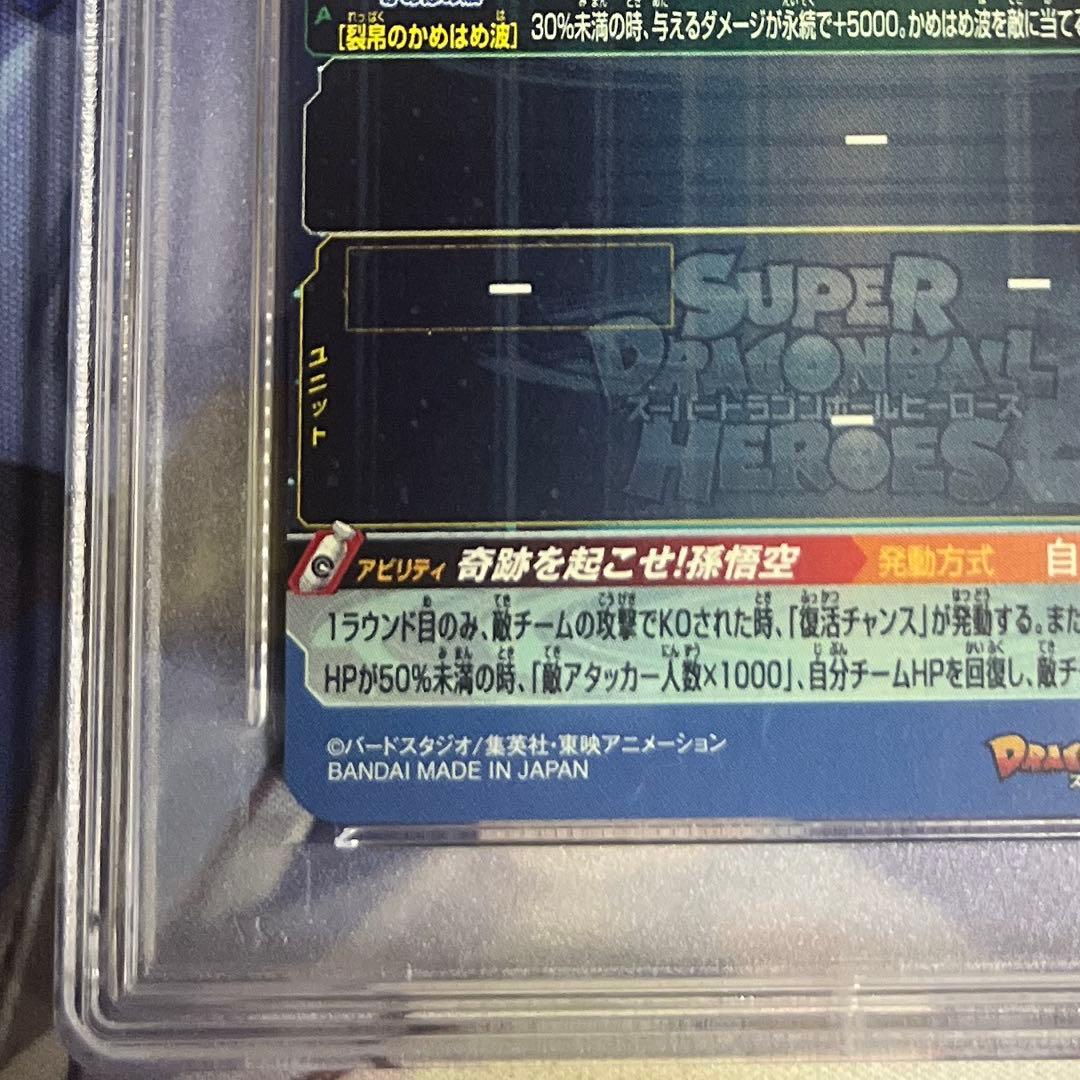 A
[裂帛のかめはめ波] 30%未満の時、与えるダメージが永続で+5000。かめはめ波を敵に当てる
SUPER
DRAGONBALL
スーパードラゴンボールヒーローズ
HEROES
ユニット
アビリティ 奇跡を起こせ!孫悟空 発動方式 自
1ラウンド目のみ、敵チームの攻撃でKOされた時、「復活チャンス」が発動する。また
HPが50%未満の時、「敵アタッカー人数×1000」、自分チームHPを回復し、敵チ
©バードスタジオ/集英社・東映アニメーション
BANDAI MADE IN JAPAN